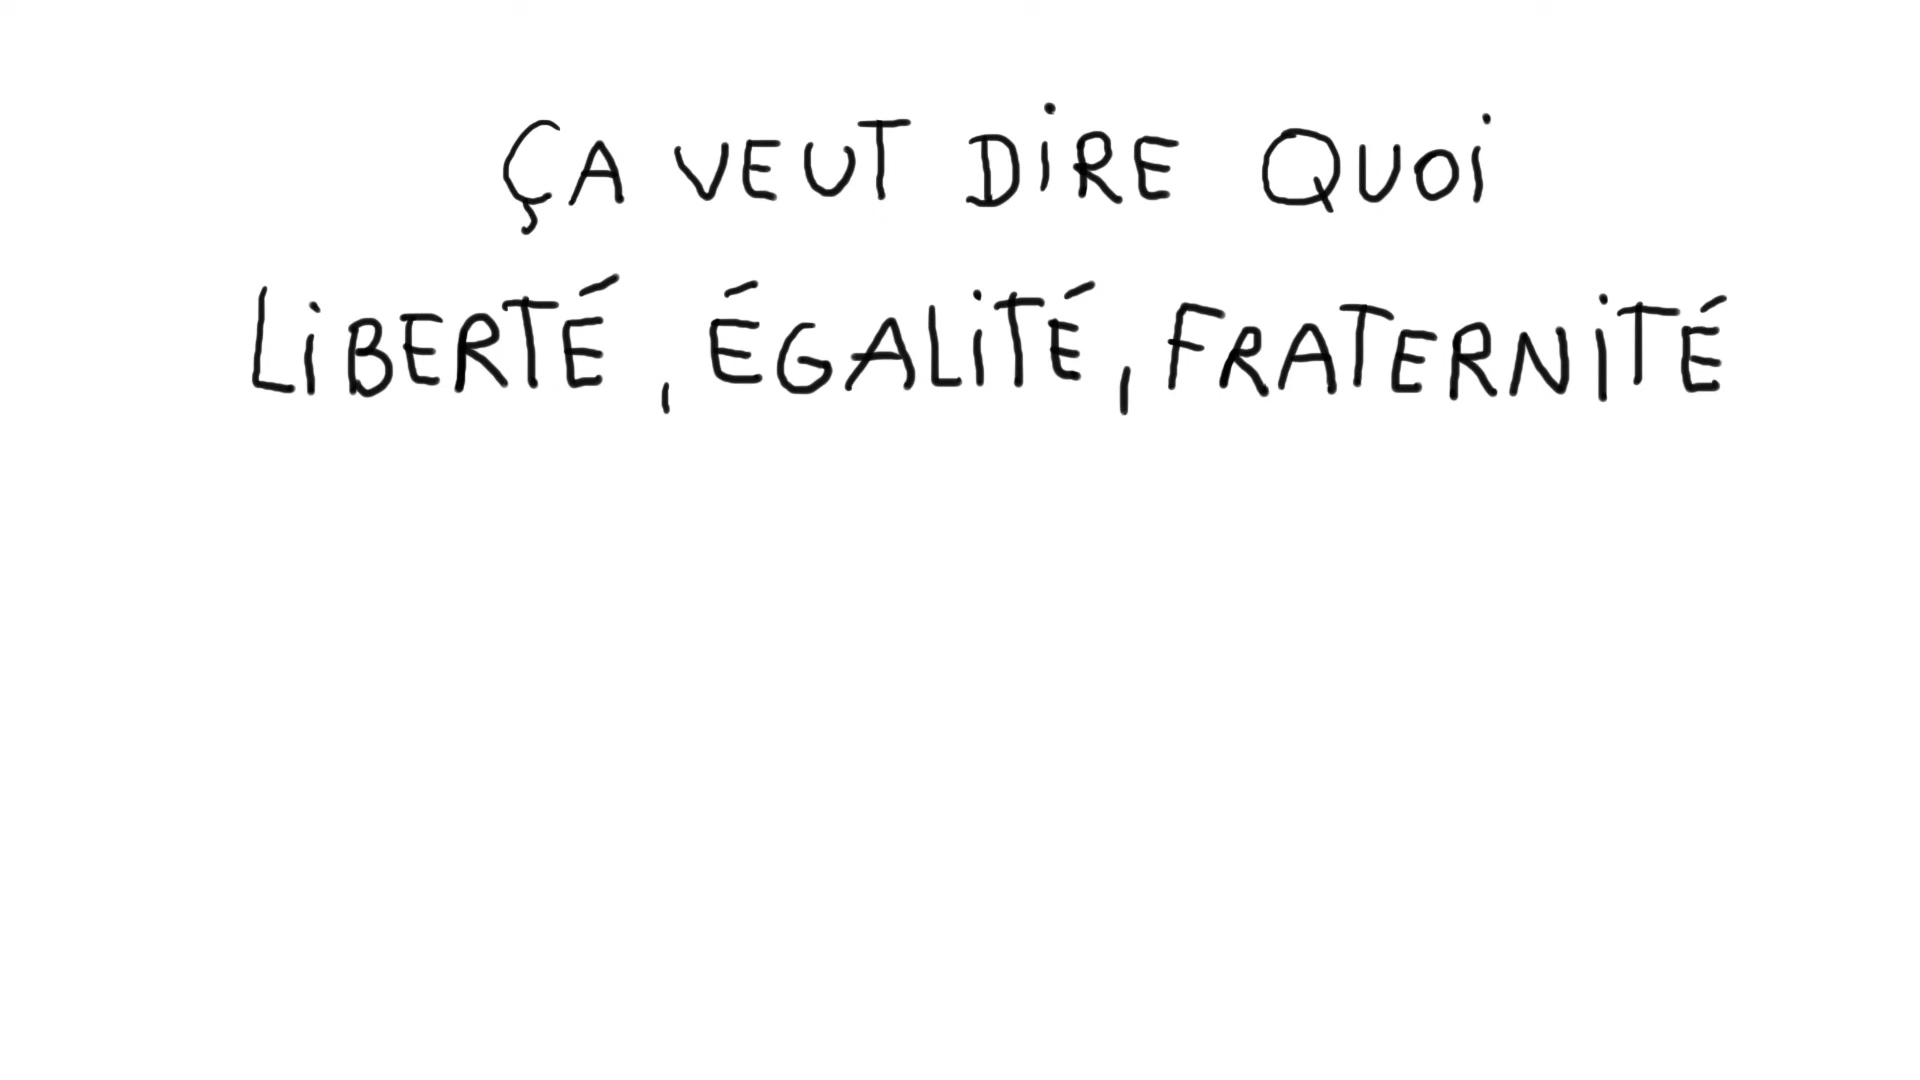 ÇA VEUT DIRE QUOI
LIBERTÉ, ÉGALITÉ, FRATERNITÉ